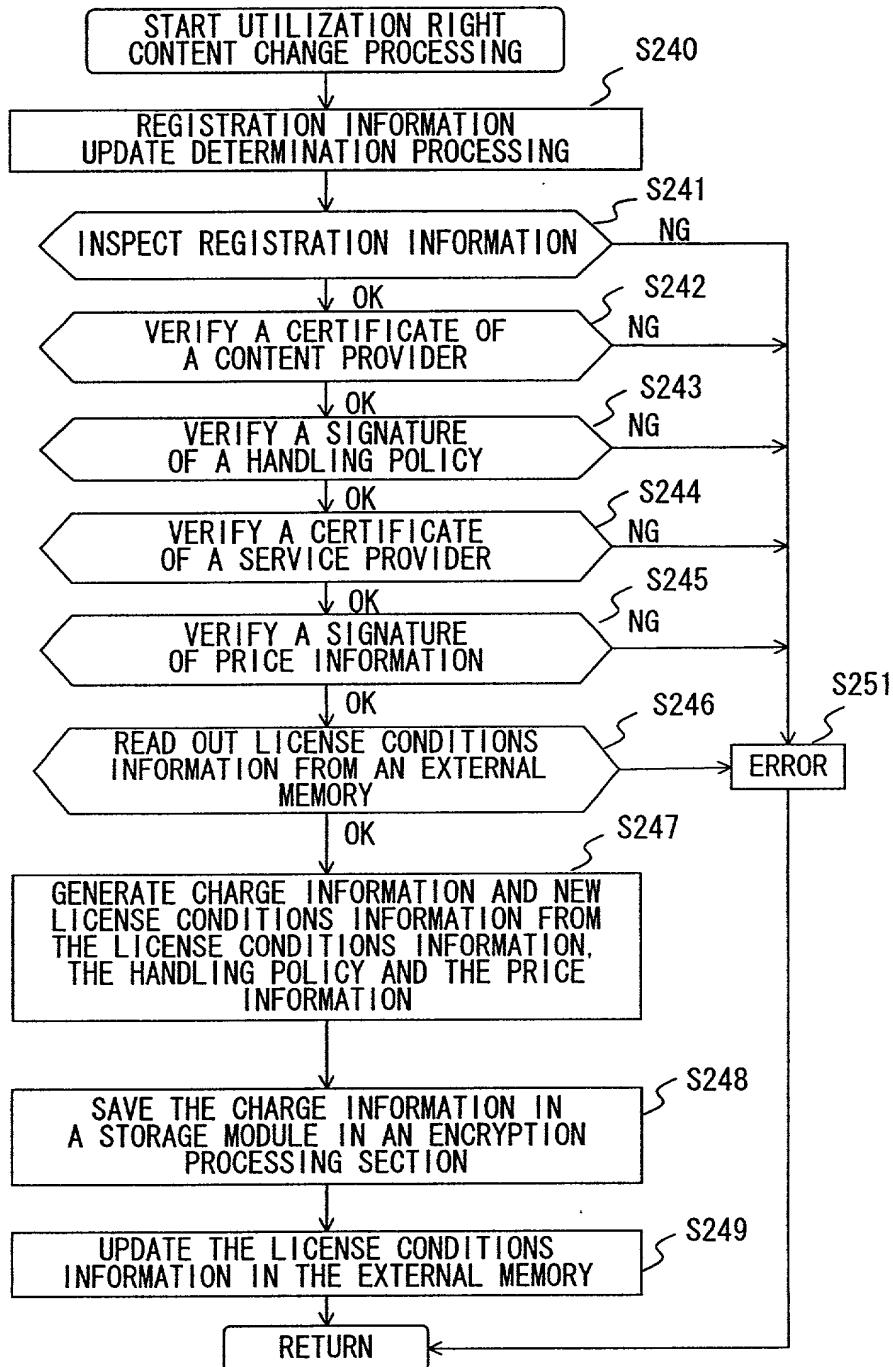 START UTILIZATION RIGHT
CONTENT CHANGE PROCESSING
S240
REGISTRATION INFORMATION
UPDATE DETERMINATION PROCESSING
S241
INSPECT REGISTRATION INFORMATION
NG
OK
S242
VERIFY A CERTIFICATE OF
A CONTENT PROVIDER
NG
OK
S243
VERIFY A SIGNATURE
OF A HANDLING POLICY
NG
OK
S244
VERIFY A CERTIFICATE
OF A SERVICE PROVIDER
NG
OK
S245
VERIFY A SIGNATURE
OF PRICE INFORMATION
NG
OK
S246
READ OUT LICENSE CONDITIONS
INFORMATION FROM AN EXTERNAL
MEMORY
S251
ERROR
OK
S247
GENERATE CHARGE INFORMATION AND NEW
LICENSE CONDITIONS INFORMATION FROM
THE LICENSE CONDITIONS INFORMATION,
THE HANDLING POLICY AND THE PRICE
INFORMATION
S248
SAVE THE CHARGE INFORMATION IN
A STORAGE MODULE IN AN ENCRYPTION
PROCESSING SECTION
S249
UPDATE THE LICENSE CONDITIONS
INFORMATION IN THE EXTERNAL MEMORY
RETURN